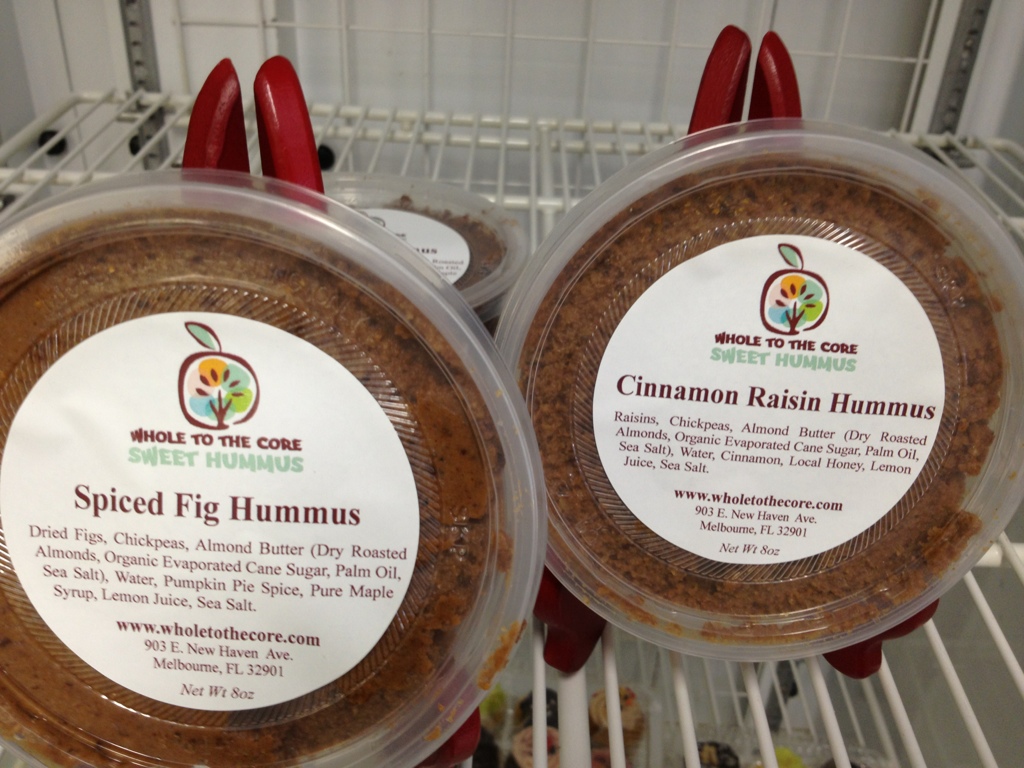 WHOLE TO THE CORE
SWEET HUMMUS
Spiced Fig Hummus
Dried Figs, Chickpeas, Almond Butter (Dry Roasted
Almonds, Organic Evaporated Cane Sugar, Palm Oil,
Sea Salt), Water, Pumpkin Pie Spice, Pure Maple
Syrup, Lemon Juice, Sea Salt.
www.wholetothecore.com
903 E. New Haven Ave.
Melbourne, FL 32901
Net Wt 8oz
WHOLE TO THE CORE
SWEET HUMMUS
Cinnamon Raisin Hummus
Raisins, Chickpeas, Almond Butter (Dry Roasted
Almonds, Organic Evaporated Cane Sugar, Palm Oil,
Sea Salt), Water, Cinnamon, Local Honey, Lemon
Juice, Sea Salt.
www.wholetothecore.com
903 E. New Haven Ave.
Melbourne, FL 32901
Net Wt 8oz